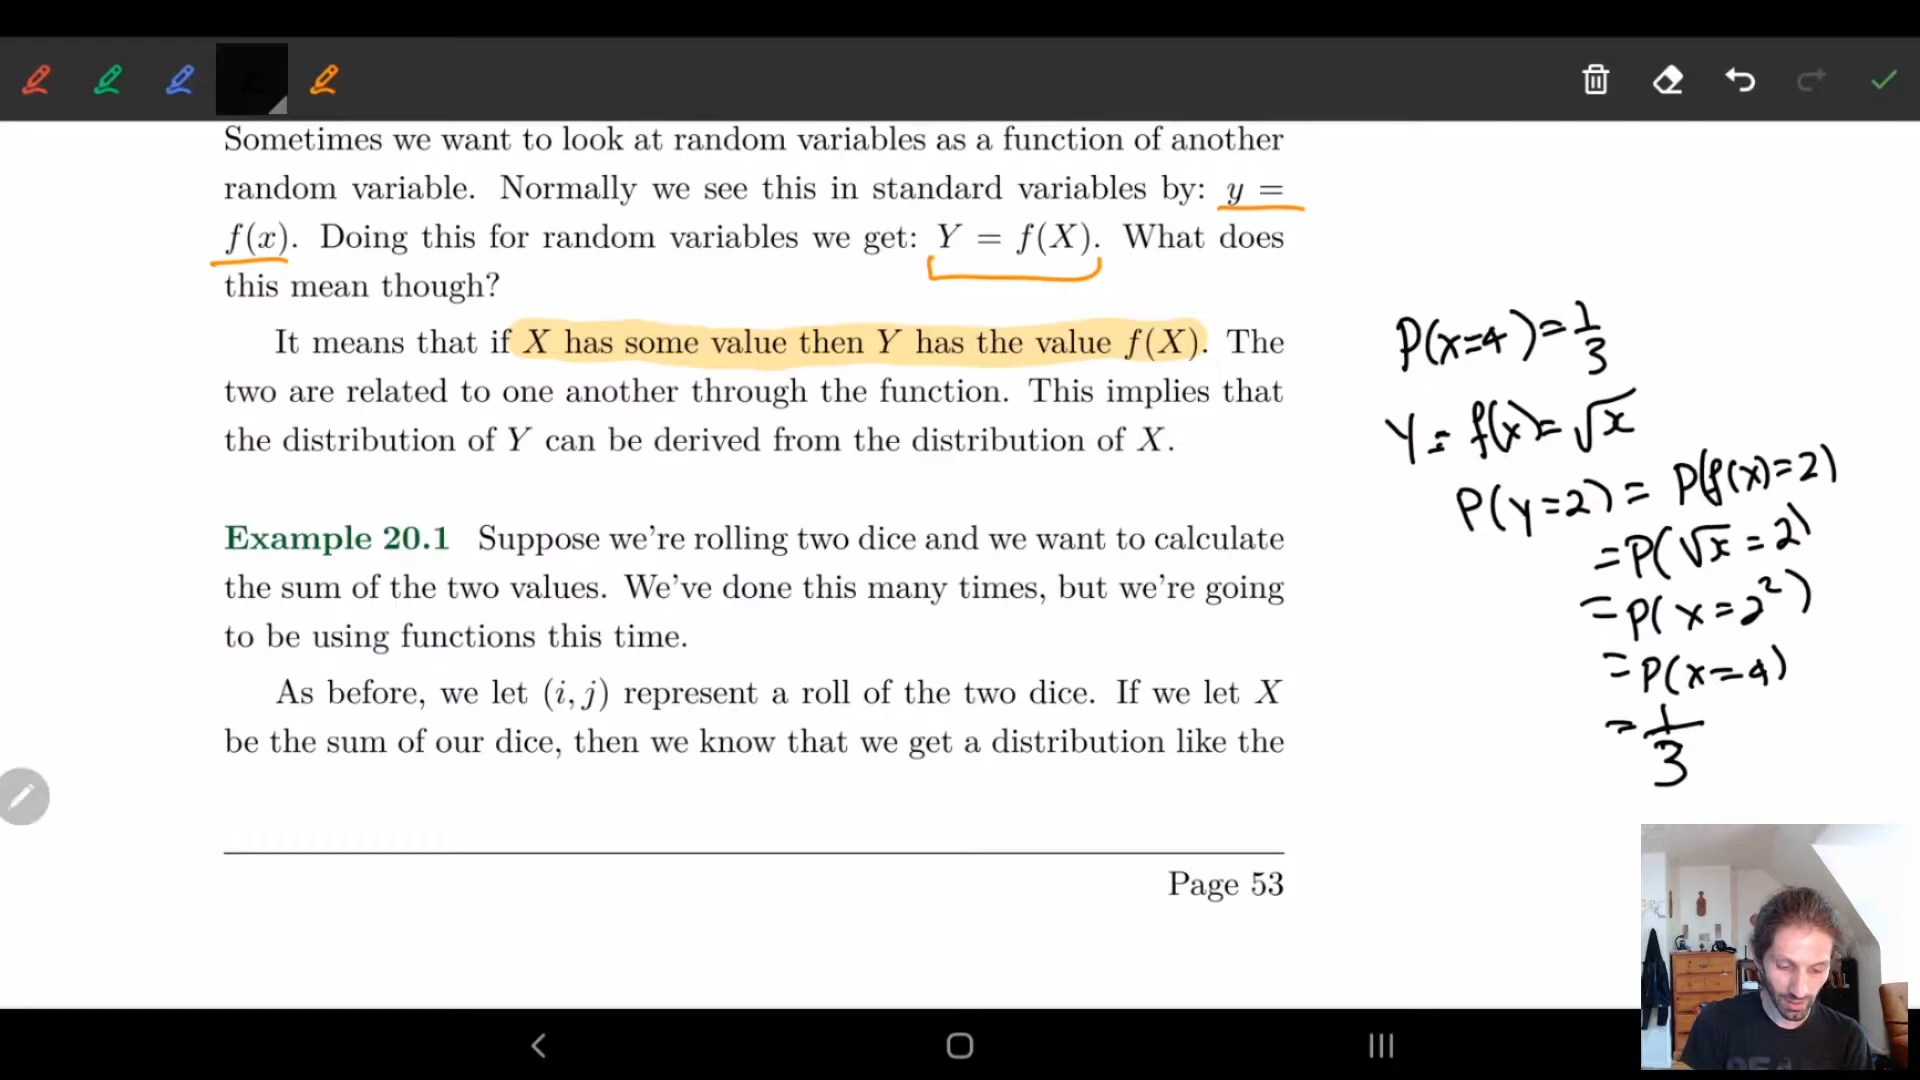 Sometimes we want to look at random variables as a function of another
random variable. Normally we see this in standard variables by: y =
f(x). Doing this for random variables we get: Y = f(X). What does
this mean though?
It means that if X has some value then Y has the value f(X). The
two are related to one another through the function. This implies that
the distribution of Y can be derived from the distribution of X.
Example 20.1 Suppose we're rolling two dice and we want to calculate
the sum of the two values. We've done this many times, but we're going
to be using functions this time.
As before, we let (i, j) represent a roll of the two dice. If we let X
be the sum of our dice, then we know that we get a distribution like the
Page 53
P(x=4)=1/3
Y=f(x)=√x
P(y=2)=P(f(x)=2)
=P(√x=2)
=P(x=2²)
=P(x=4)
=1/3